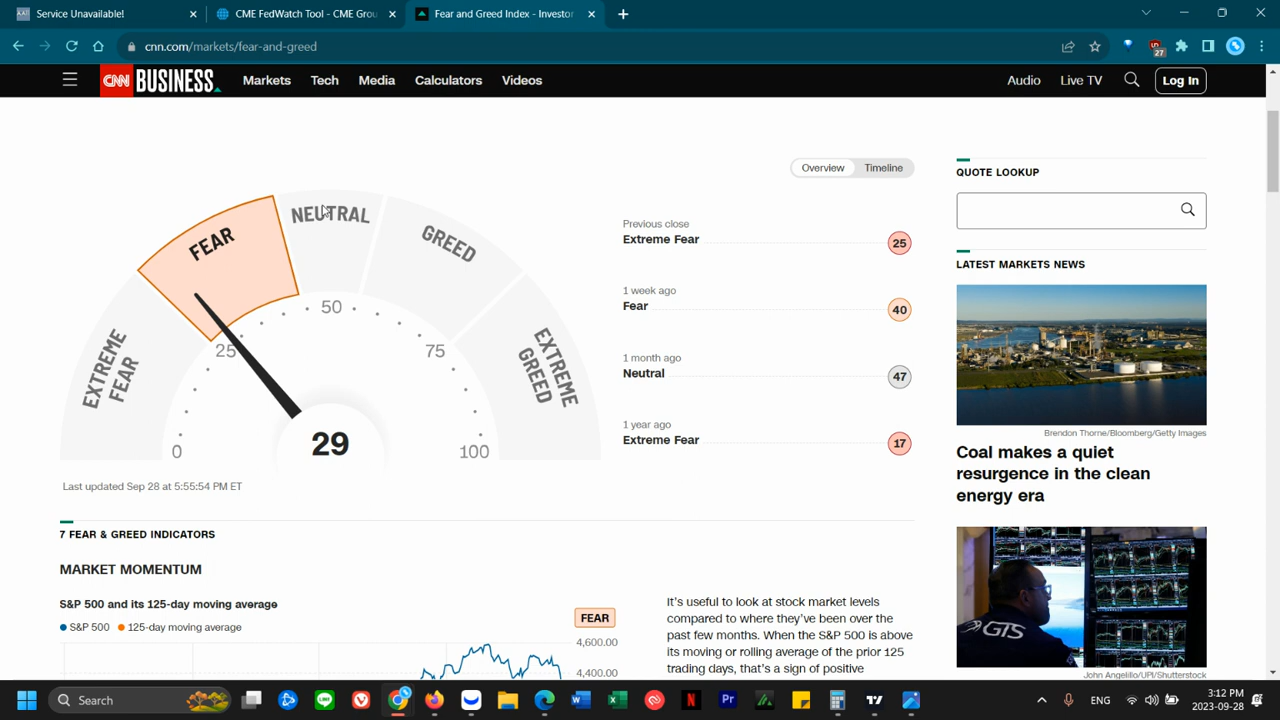 Service Unavailable!
CME FedWatch Tool - CME Grou
Fear and Greed Index - Investor
cnn.com/markets/fear-and-greed
27
CNN BUSINESS
Markets
Tech
Media
Calculators
Videos
Audio
Live TV
Log In
Overview
Timeline
EXTREME FEAR
FEAR
NEUTRAL
GREED
EXTREME GREED
0
25
50
75
100
29
Last updated Sep 28 at 5:55:54 PM ET
Previous close
Extreme Fear
25
1 week ago
Fear
40
1 month ago
Neutral
47
1 year ago
Extreme Fear
17
QUOTE LOOKUP
LATEST MARKETS NEWS
Brendon Thorne/Bloomberg/Getty Images
Coal makes a quiet
resurgence in the clean
energy era
GTS
John Angelillo/UPI/Shutterstock
7 FEAR & GREED INDICATORS
MARKET MOMENTUM
S&P 500 and its 125-day moving average
S&P 500
125-day moving average
FEAR
4,600.00
4,400.00
It's useful to look at stock market levels
compared to where they've been over the
past few months. When the S&P 500 is above
its moving or rolling average of the prior 125
trading days, that's a sign of positive
Search
ENG
3:12 PM
2023-09-28